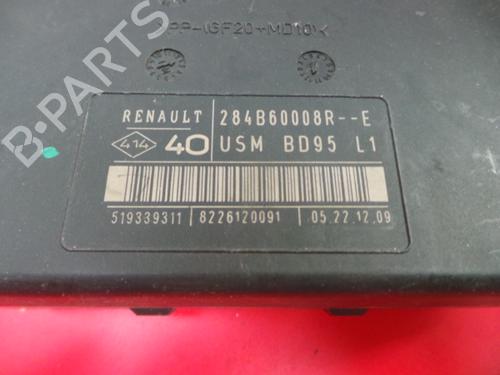 PP-(GF20+MD10)K
RENAULT 284B60008R--E
414 40 USM BD95 L1
519339311 8226120091 05.22.12.09
B-PARTS